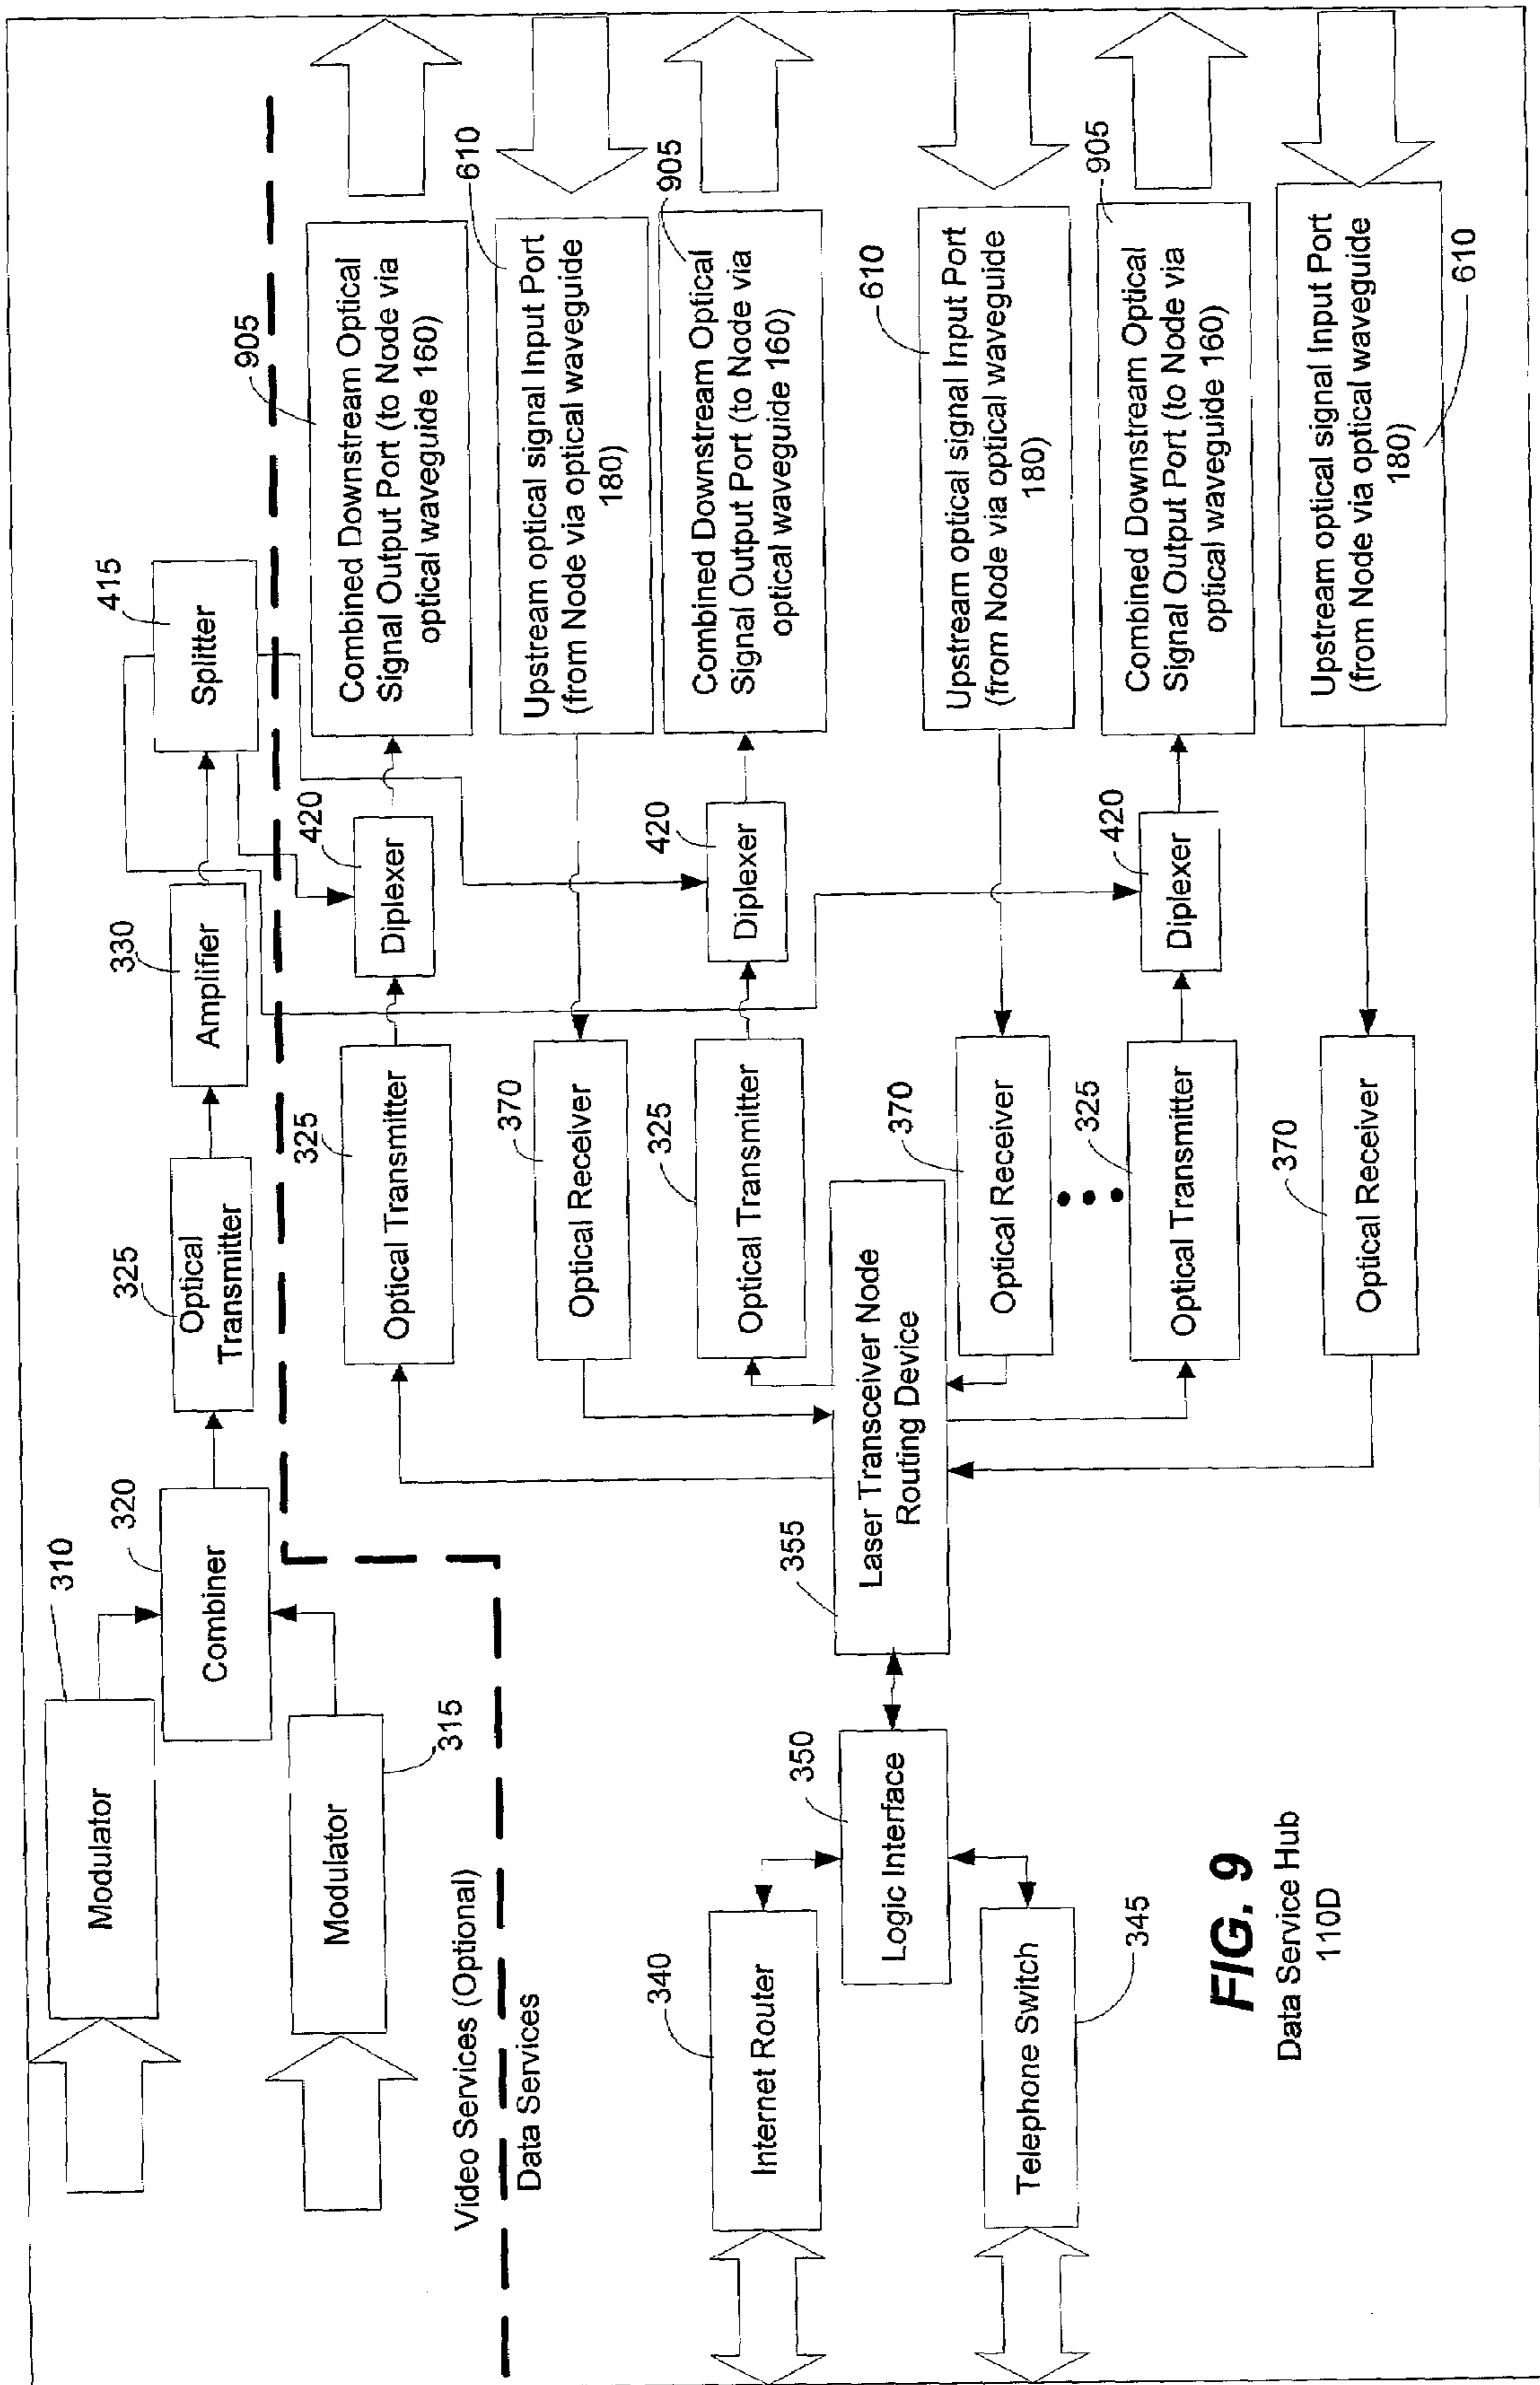 310
Modulator
320
Combiner
Modulator
315
325
Optical
Transmitter
330
Amplifier
415
Splitter
Video Services (Optional)
Data Services
325
Optical Transmitter
420
Diplexer
905
Combined Downstream Optical
Signal Output Port (to Node via
optical waveguide 160)
370
Optical Receiver
610
Upstream optical signal Input Port
(from Node via optical waveguide
180)
325
Optical Transmitter
420
Diplexer
905
Combined Downstream Optical
Signal Output Port (to Node via
optical waveguide 160)
340
Internet Router
350
Logic Interface
355
Laser Transceiver Node
Routing Device
Telephone Switch
345
370
Optical Receiver
610
Upstream optical signal Input Port
(from Node via optical waveguide
180)
325
Optical Transmitter
420
Diplexer
905
Combined Downstream Optical
Signal Output Port (to Node via
optical waveguide 160)
370
Optical Receiver
Upstream optical signal Input Port
(from Node via optical waveguide
180)
610
FIG. 9
Data Service Hub
110D